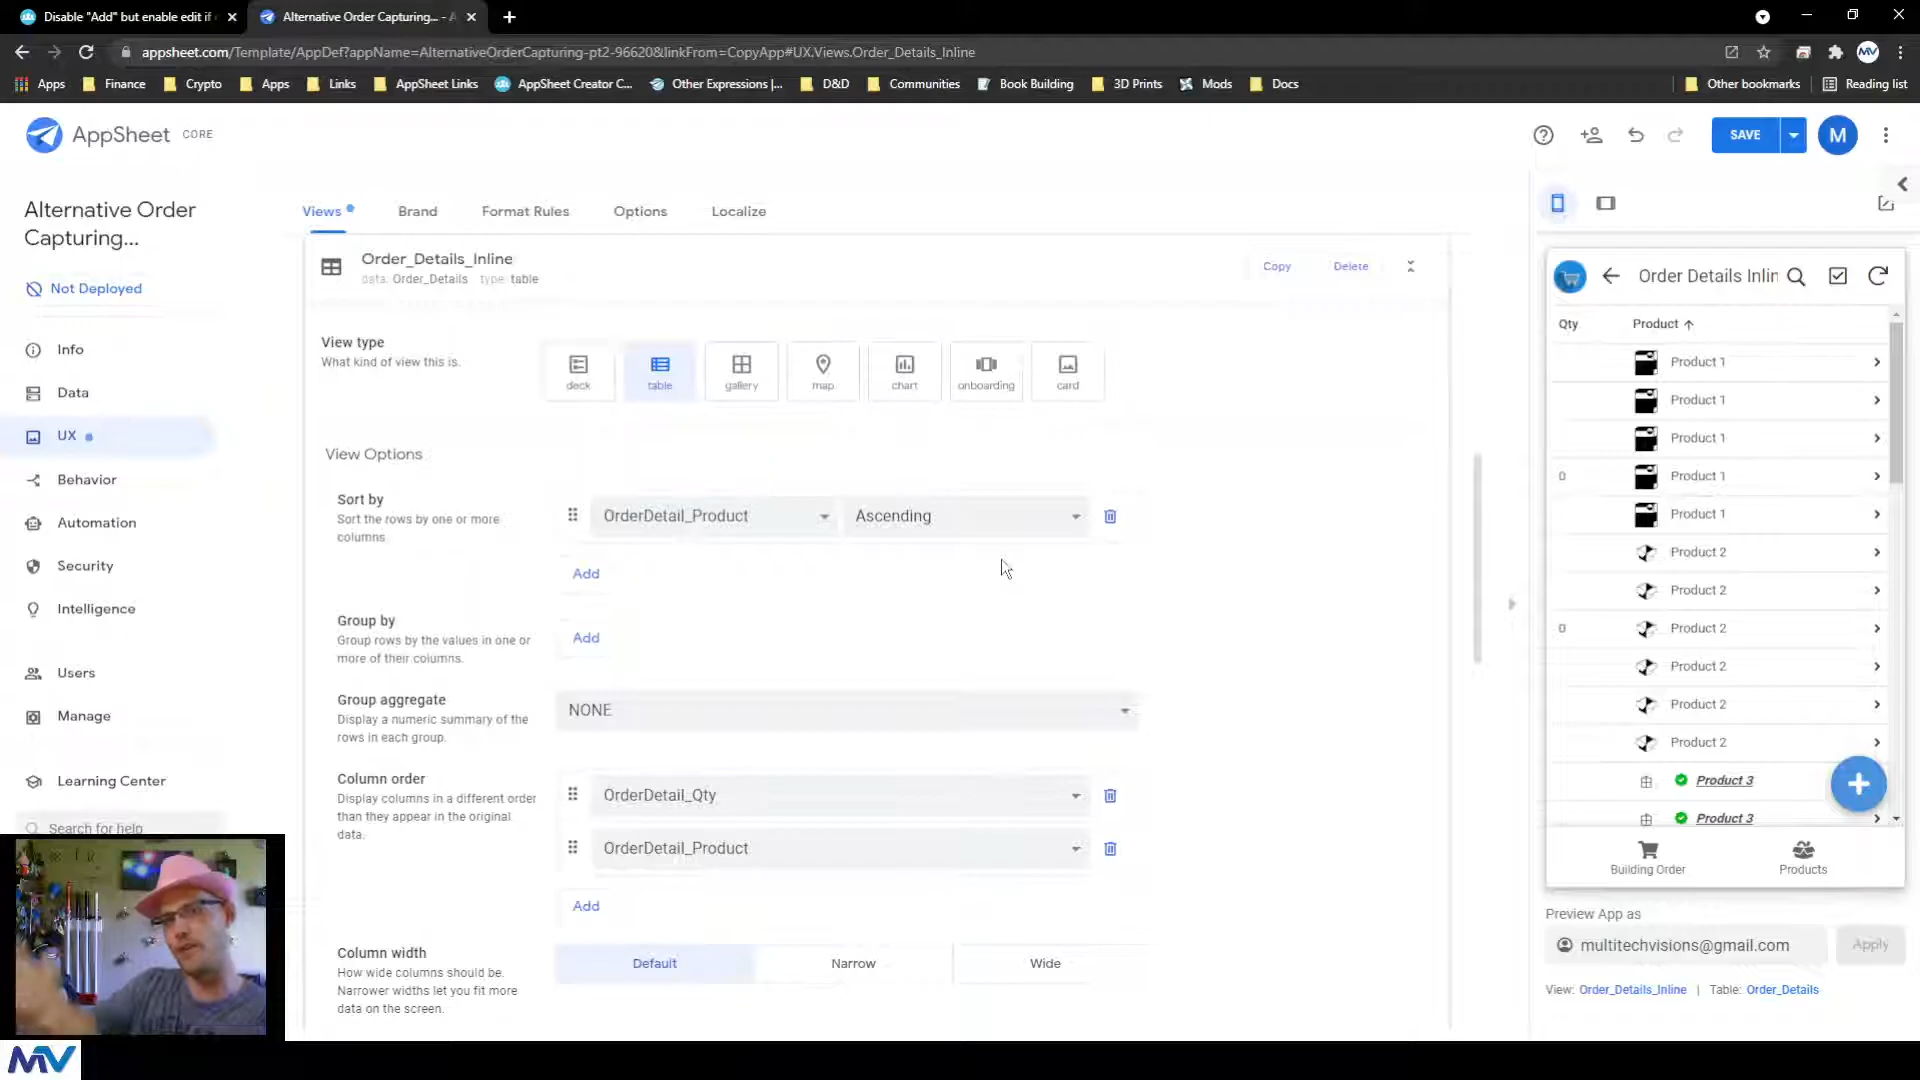 Disable "Add" but enable edit if
Alternative Order Capturing... - A
appsheet.com/Template/AppDef?appName=AlternativeOrderCapturing-pt2-96620&linkFrom=CopyApp#UX.Views.Order_Details_Inline
MV
Apps Finance Crypto Apps Links AppSheet Links AppSheet Creator C... Other Expressions |... D&D Communities Book Building 3D Prints Mods Docs Other bookmarks Reading list
AppSheet CORE
SAVE
M
Alternative Order
Capturing...
Not Deployed
Info
Data
UX
Behavior
Automation
Security
Intelligence
Users
Manage
Learning Center
Search for help
Views Brand Format Rules Options Localize
Order_Details_Inline
data: Order_Details type: table
Copy Delete
View type
What kind of view this is.
deck table gallery map chart onboarding card
View Options
Sort by
Sort the rows by one or more
columns.
OrderDetail_Product Ascending
Add
Group by
Group rows by the values in one or
more of their columns.
Add
Group aggregate
Display a numeric summary of the
rows in each group.
NONE
Column order
Display columns in a different order
than they appear in the original
data.
OrderDetail_Qty
OrderDetail_Product
Add
Column width
How wide columns should be.
Narrower widths let you fit more
data on the screen.
Default Narrow Wide
Order Details Inlin
Qty Product
Product 1
Product 1
Product 1
0 Product 1
Product 1
Product 2
Product 2
0 Product 2
Product 2
Product 2
Product 2
Product 3
Product 3
Building Order Products
Preview App as
multitechvisions@gmail.com Apply
View: Order_Details_Inline | Table: Order_Details
MV